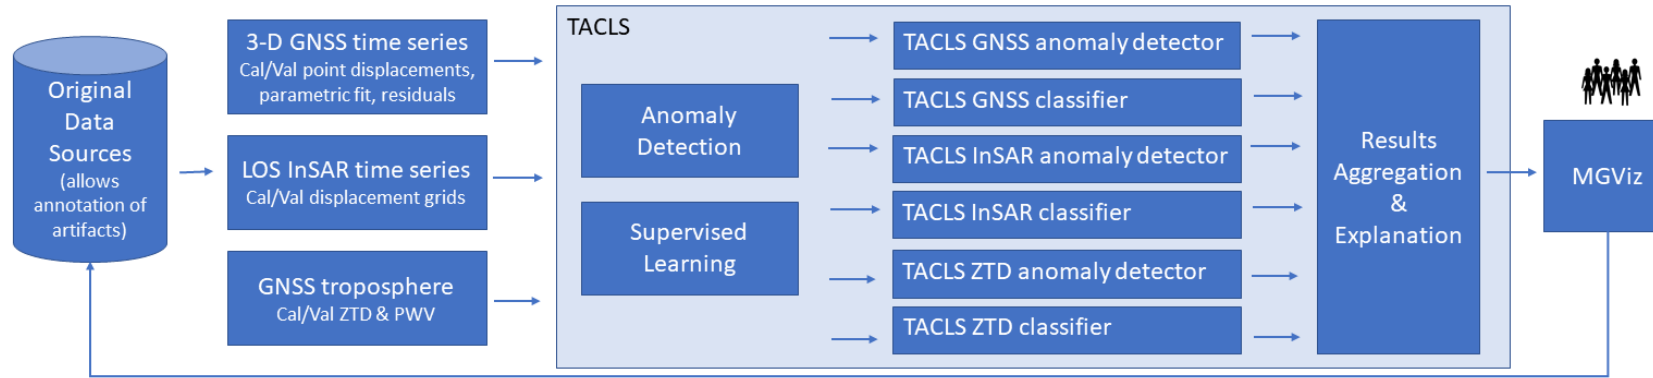 Original
Data
Sources
(allows
annotation of
artifacts)
3-D GNSS time series
Cal/Val point displacements,
parametric fit, residuals
LOS InSAR time series
Cal/Val displacement grids
GNSS troposphere
Cal/Val ZTD & PWV
TACLS
Anomaly
Detection
Supervised
Learning
TACLS GNSS anomaly detector
TACLS GNSS classifier
TACLS InSAR anomaly detector
TACLS InSAR classifier
TACLS ZTD anomaly detector
TACLS ZTD classifier
Results
Aggregation
&
Explanation
MGViz